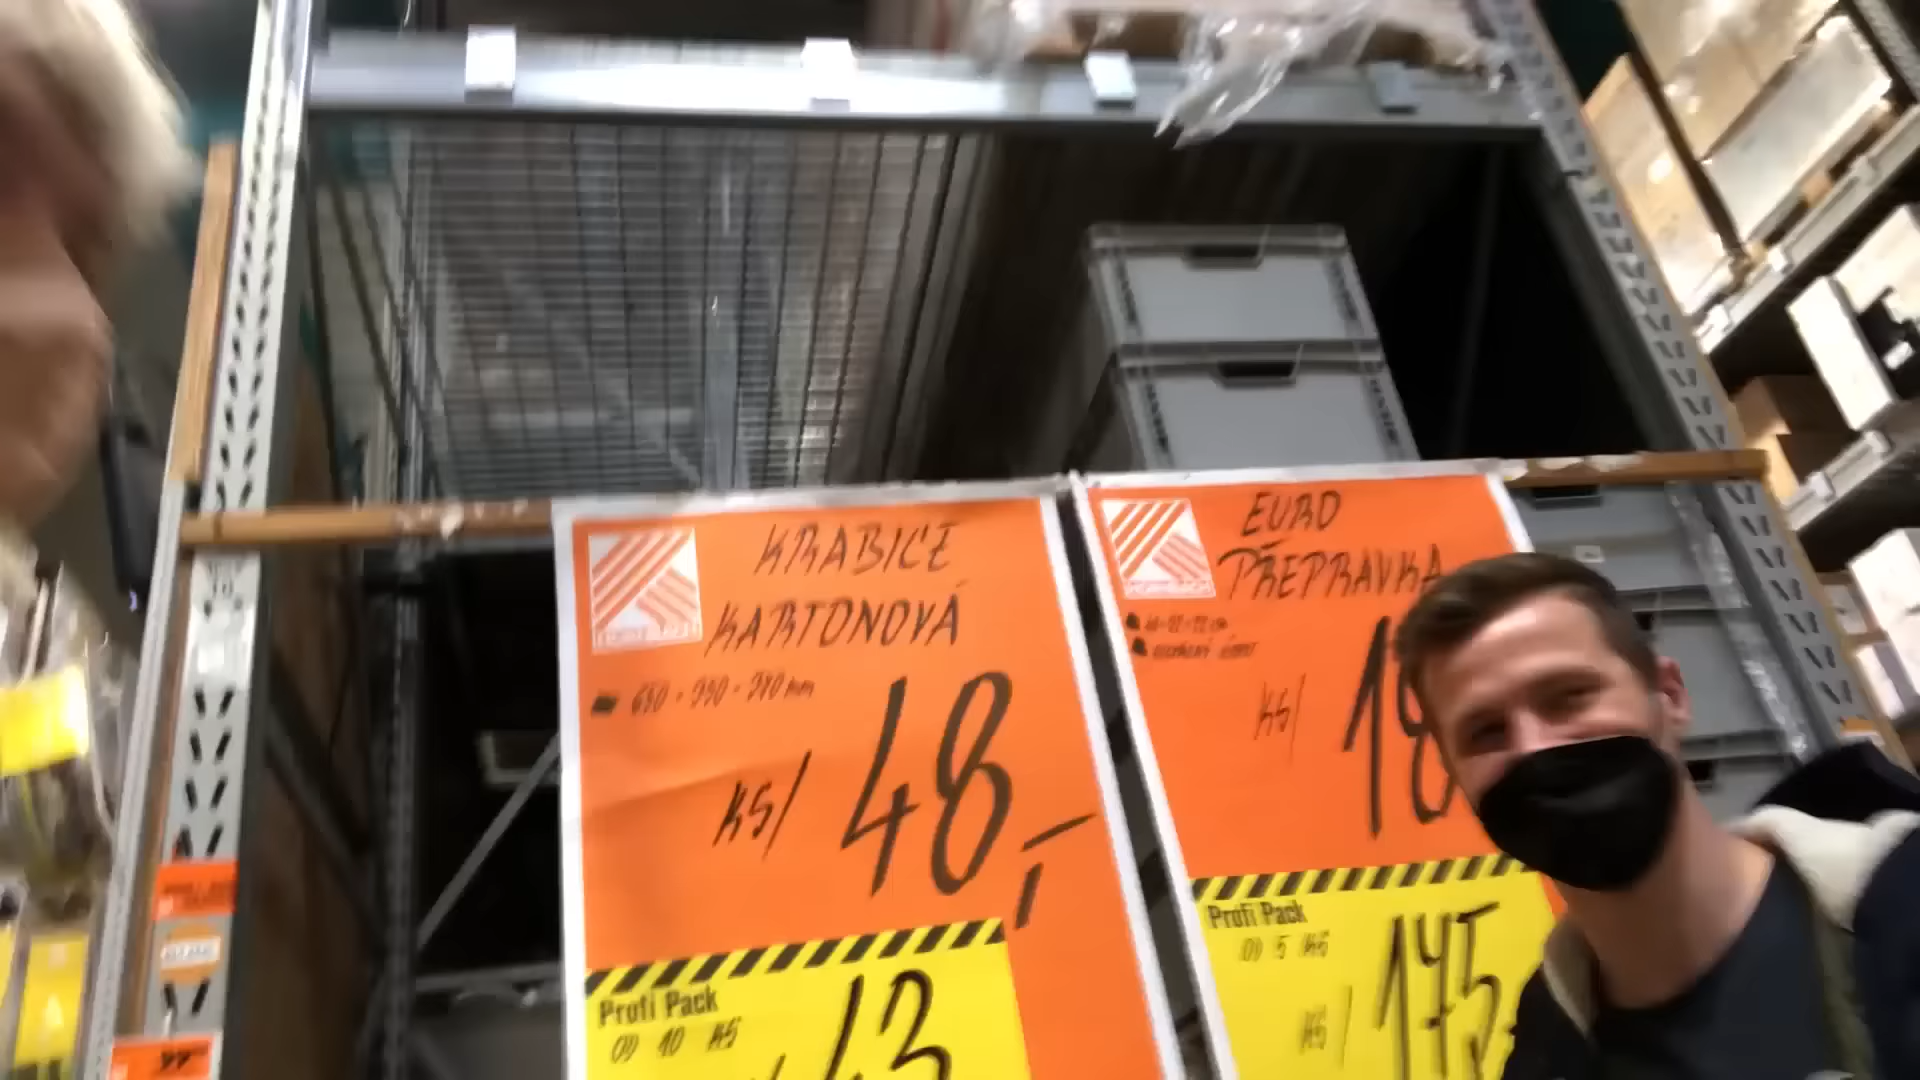 KRABICE
KARTONOVÁ
KS/ 48,-
Profi Pack
OD 10 KS
43
EURO
PŘEPRAVKA
KS/
Profi Pack
OD 5 KS
KS/ 175,